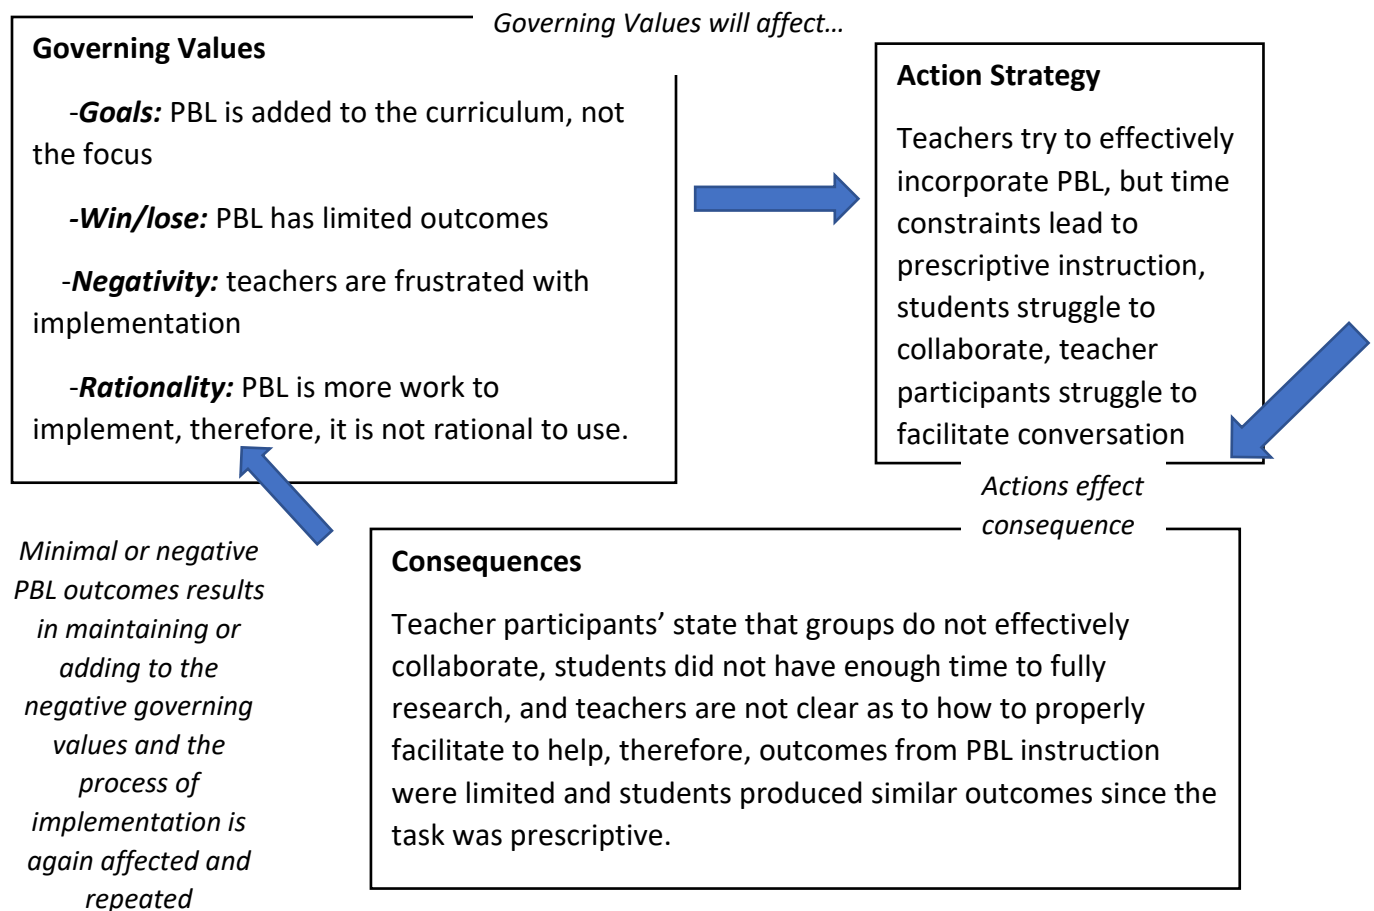 Governing Values will affect…
Governing Values
-Goals: PBL is added to the curriculum, not
the focus
-Win/lose: PBL has limited outcomes
-Negativity: teachers are frustrated with
implementation
-Rationality: PBL is more work to
implement, therefore, it is not rational to use.
Action Strategy
Teachers try to effectively
incorporate PBL, but time
constraints lead to
prescriptive instruction,
students struggle to
collaborate, teacher
participants struggle to
facilitate conversation
Actions effect
consequence
Consequences
Teacher participants’ state that groups do not effectively
collaborate, students did not have enough time to fully
research, and teachers are not clear as to how to properly
facilitate to help, therefore, outcomes from PBL instruction
were limited and students produced similar outcomes since the
task was prescriptive.
Minimal or negative
PBL outcomes results
in maintaining or
adding to the
negative governing
values and the
process of
implementation is
again affected and
repeated